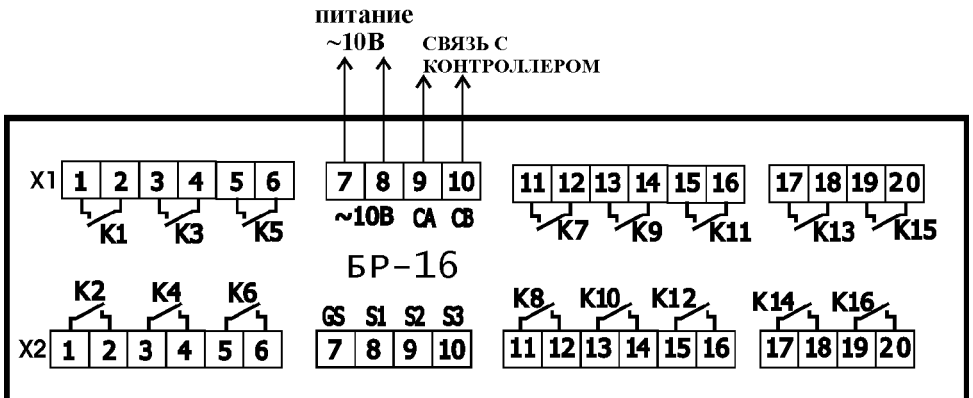 питание
~10В
СВЯЗЬ С
КОНТРОЛЛЕРОМ
X1 1 2 3 4 5 6 7 8 9 10 11 12 13 14 15 16 17 18 19 20
K1 K3 K5 ~10В CA CB K7 K9 K11 K13 K15
БР-16
K2 K4 K6 GS S1 S2 S3 K8 K10 K12 K14 K16
X2 1 2 3 4 5 6 7 8 9 10 11 12 13 14 15 16 17 18 19 20